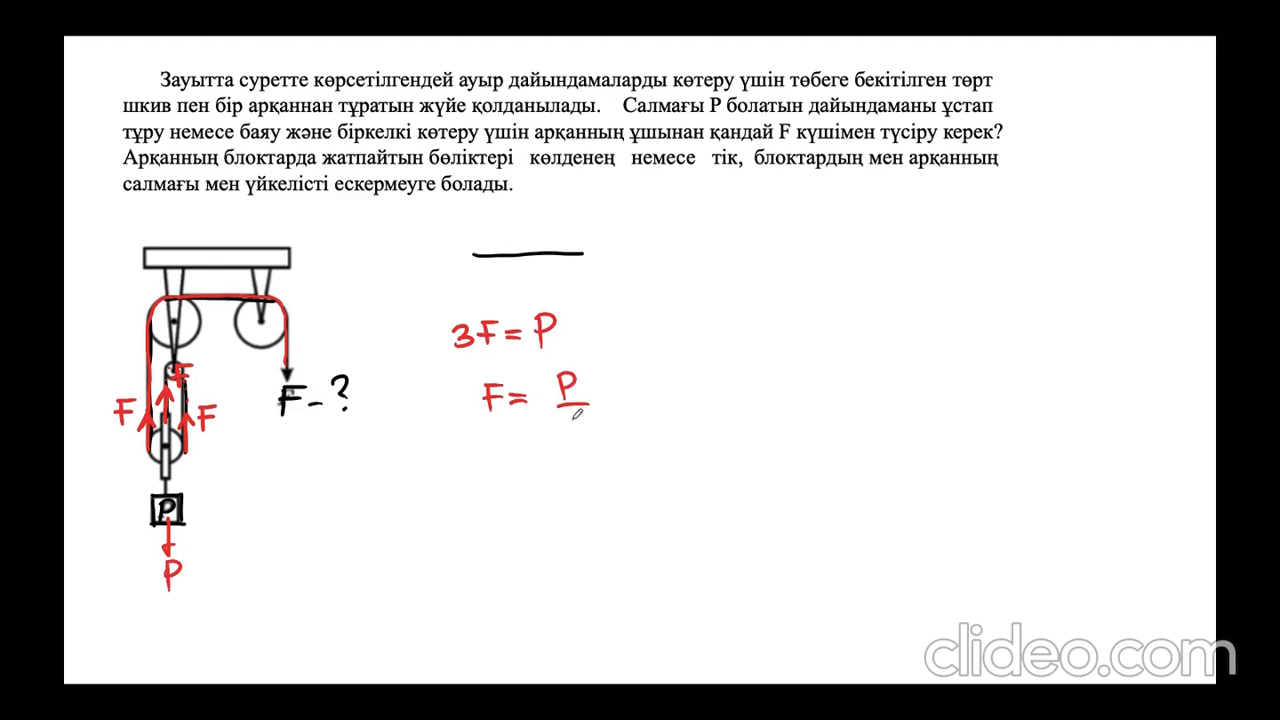 Зауытта суретте көрсетілгендей ауыр дайындамаларды көтеру үшін төбеге бекітілген төрт
шкив пен бір арқаннан тұратын жүйе қолданылады. Салмағы P болатын дайындаманы ұстап
тұру немесе баяу және біркелкі көтеру үшін арқанның ұшынан қандай F күшімен түсіру керек?
Арқанның блоктарда жатпайтын бөліктері көлденең немесе тік, блоктардың мен арқанның
салмағы мен үйкелісті ескермеуге болады.
3F = P
F = P
F
F - ?
F
F
P
P
clideo.com